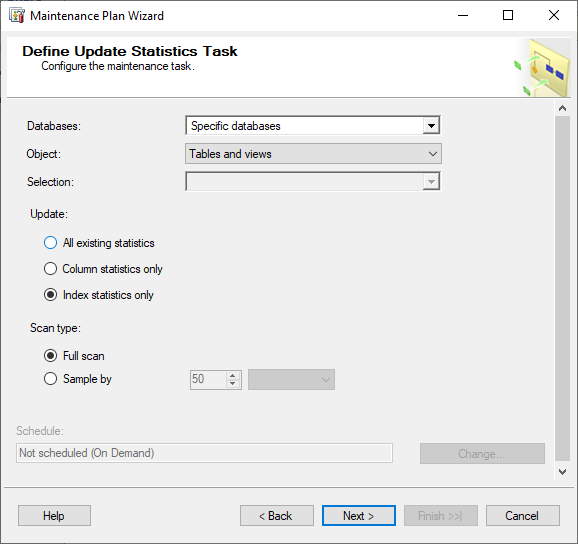 Maintenance Plan Wizard
Define Update Statistics Task
Configure the maintenance task.
Databases: Specific databases
Object: Tables and views
Selection:
Update:
All existing statistics
Column statistics only
Index statistics only
Scan type:
Full scan
Sample by 50
Schedule:
Not scheduled (On Demand) Change...
Help < Back Next > Finish >>| Cancel